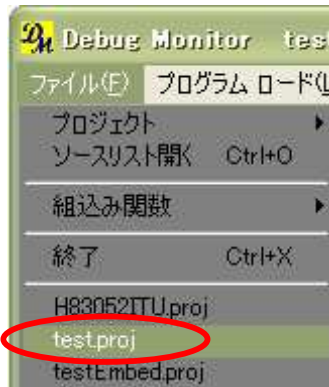 DM Debug Monitor tes
ファイル(F) プログラム ロード(L
プロジェクト
ソースリスト開く Ctrl+O
組込み関数
終了 Ctrl+X
H83052ITU.proj
test.proj
testEmbed.proj